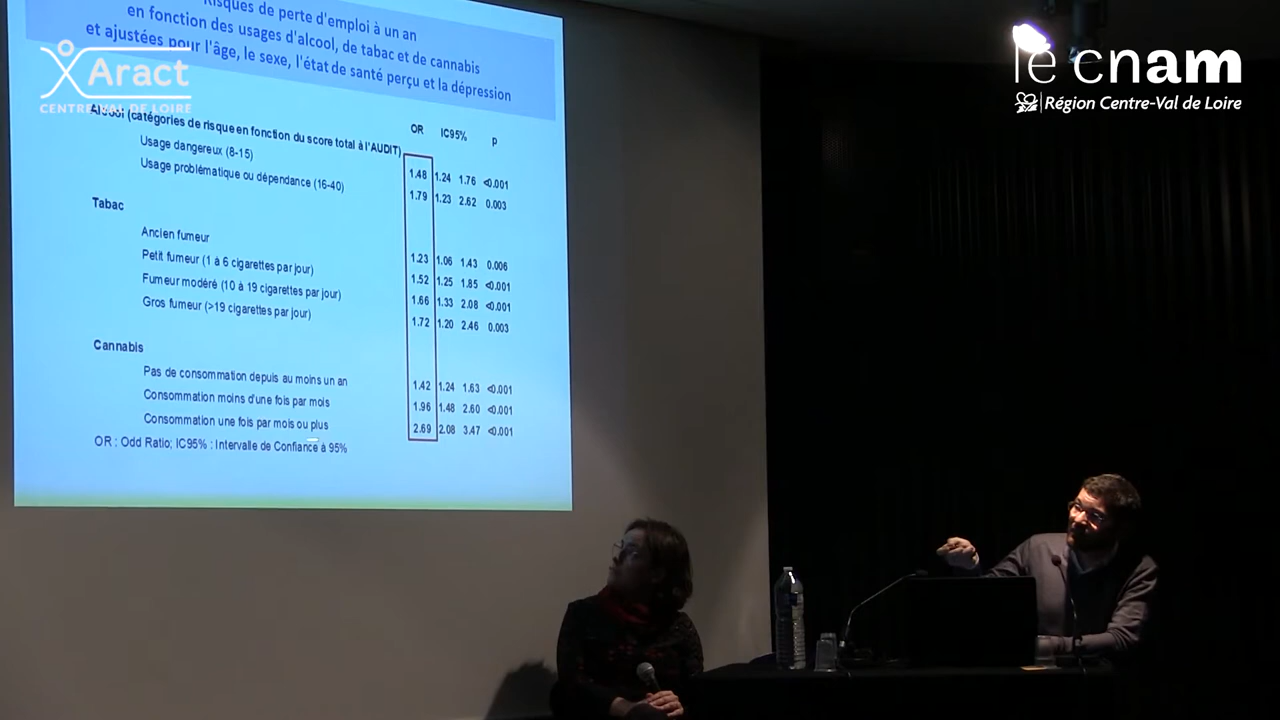 Risques de perte d'emploi à un an
en fonction des usages d'alcool, de tabac et de cannabis
et ajustées pour l'âge, le sexe, l'état de santé perçu et la dépression
Aract
CENTRE-VAL DE LOIRE
le cnam
Région Centre-Val de Loire
Alcool (catégories de risque en fonction du score total à l'AUDIT) OR IC95% p
Usage dangereux (8-15) 1.48 1.24 1.76 <0.001
Usage problématique ou dépendance (16-40) 1.79 1.23 2.62 0.003
Tabac
Ancien fumeur 1.23 1.06 1.43 0.006
Petit fumeur (1 à 6 cigarettes par jour) 1.52 1.25 1.85 <0.001
Fumeur modéré (10 à 19 cigarettes par jour) 1.66 1.33 2.08 <0.001
Gros fumeur (>19 cigarettes par jour) 1.72 1.20 2.46 0.003
Cannabis
Pas de consommation depuis au moins un an 1.42 1.24 1.63 <0.001
Consommation moins d'une fois par mois 1.96 1.48 2.60 <0.001
Consommation une fois par mois ou plus 2.69 2.08 3.47 <0.001
OR : Odd Ratio; IC95% : Intervalle de Confiance à 95%